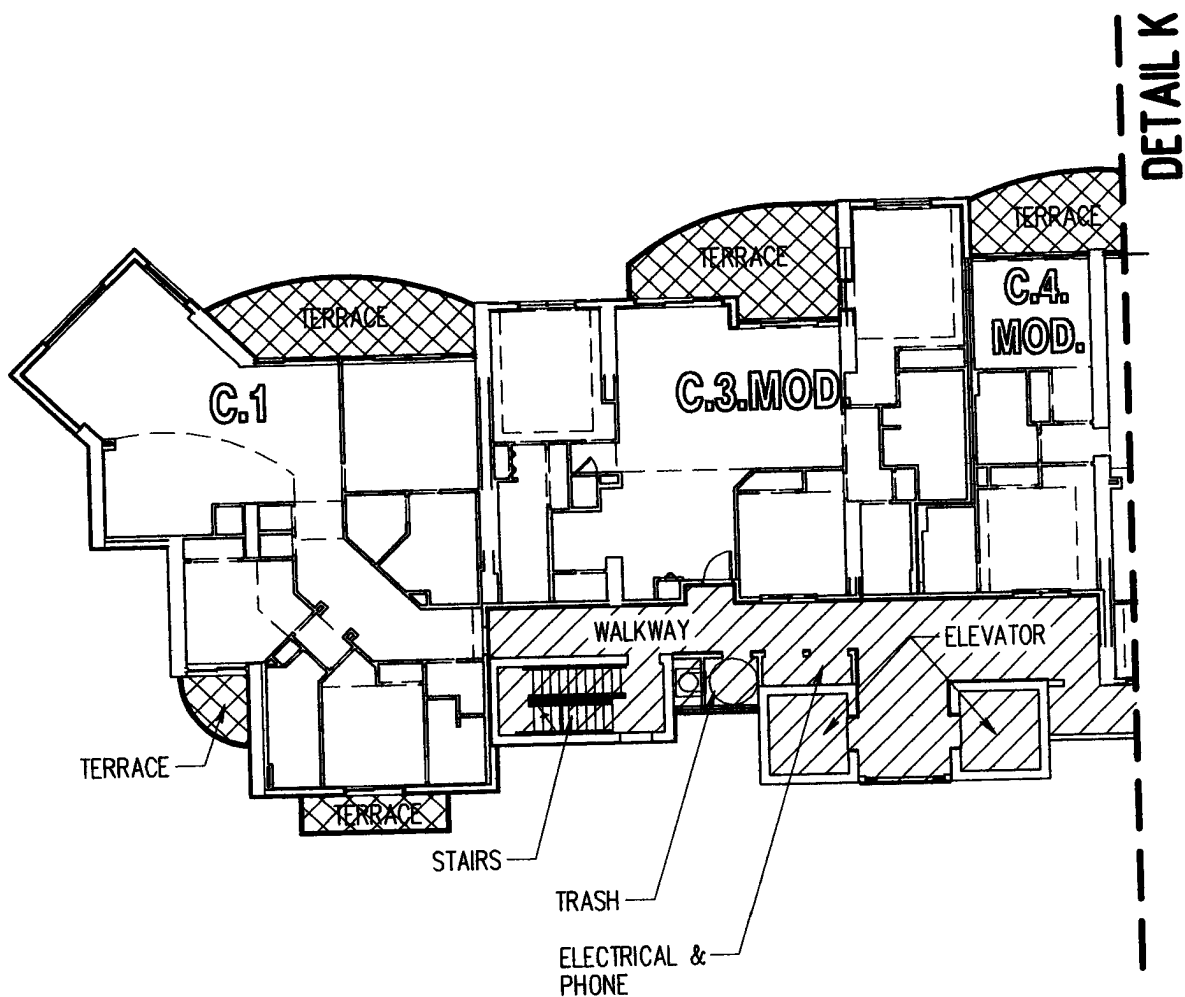 DETAIL K
TERRACE
TERRACE
TERRACE
C.4.
MOD.
C.1
C.3.MOD
WALKWAY
ELEVATOR
TERRACE
TERRACE
STAIRS
TRASH
ELECTRICAL &
PHONE